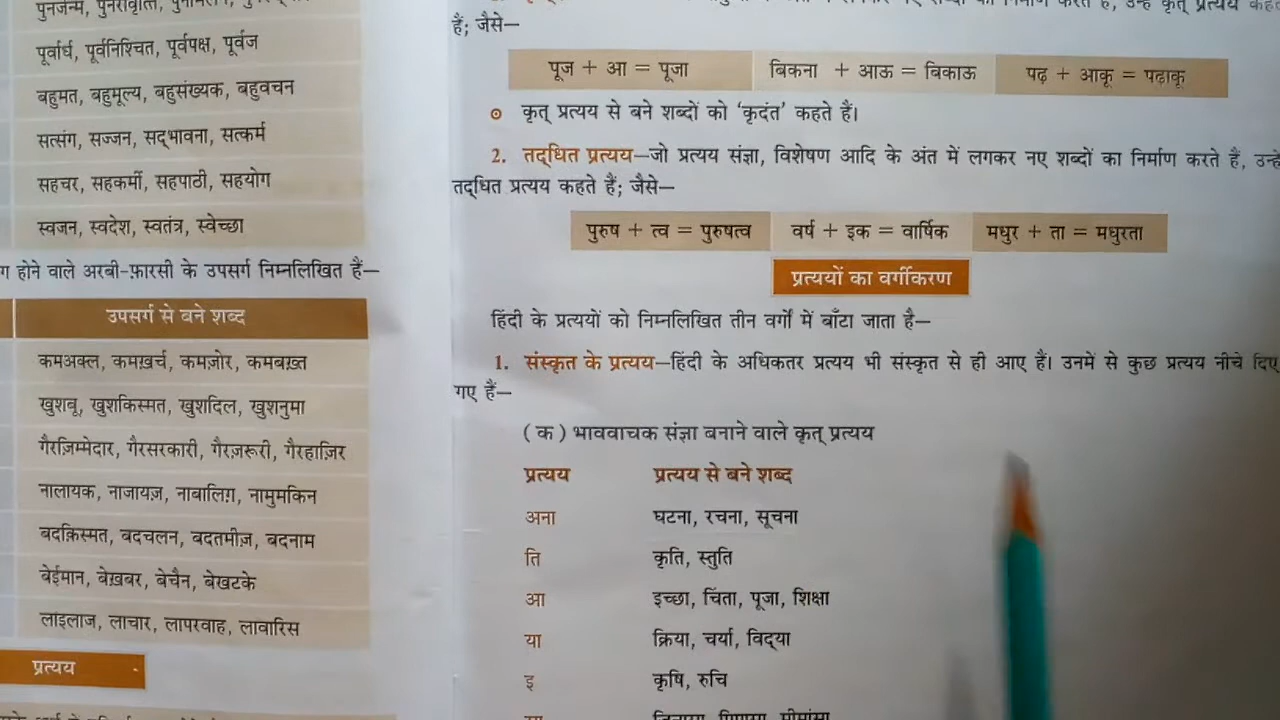 पूर्वार्ध, पूर्वनिश्चित, पूर्वपक्ष, पूर्वज
बहुमत, बहुमूल्य, बहुसंख्यक, बहुवचन
सत्संग, सज्जन, सद्भावना, सत्कर्म
सहचर, सहकर्मी, सहपाठी, सहयोग
स्वजन, स्वदेश, स्वतंत्र, स्वेच्छा
होने वाले अरबी-फ़ारसी के उपसर्ग निम्नलिखित हैं—
उपसर्ग से बने शब्द
कमअक्ल, कमख़र्च, कमज़ोर, कमबख़्त
खुशबू, खुशकिस्मत, खुशदिल, खुशनुमा
गैरज़िम्मेदार, गैरसरकारी, गैरज़रूरी, गैरहाज़िर
नालायक, नाजायज़, नाबालिग़, नामुमकिन
बदक़िस्मत, बदचलन, बदतमीज़, बदनाम
बेईमान, बेख़बर, बेचैन, बेखटके
लाइलाज, लाचार, लापरवाह, लावारिस
प्रत्यय
हैं; जैसे—
पूज + आ = पूजा बिकना + आऊ = बिकाऊ पढ़ + आकू = पढ़ाकू
कृत् प्रत्यय से बने शब्दों को ‘कृदंत’ कहते हैं।
2. तद्धित प्रत्यय—जो प्रत्यय संज्ञा, विशेषण आदि के अंत में लगकर नए शब्दों का निर्माण करते हैं, उन्हें
तद्धित प्रत्यय कहते हैं; जैसे—
पुरुष + त्व = पुरुषत्व वर्ष + इक = वार्षिक मधुर + ता = मधुरता
प्रत्ययों का वर्गीकरण
हिंदी के प्रत्ययों को निम्नलिखित तीन वर्गों में बाँटा जाता है—
1. संस्कृत के प्रत्यय—हिंदी के अधिकतर प्रत्यय भी संस्कृत से ही आए हैं। उनमें से कुछ प्रत्यय नीचे दिए
गए हैं—
(क) भाववाचक संज्ञा बनाने वाले कृत् प्रत्यय
प्रत्यय प्रत्यय से बने शब्द
अना घटना, रचना, सूचना
ति कृति, स्तुति
आ इच्छा, चिंता, पूजा, शिक्षा
या क्रिया, चर्या, विद्या
इ कृषि, रुचि